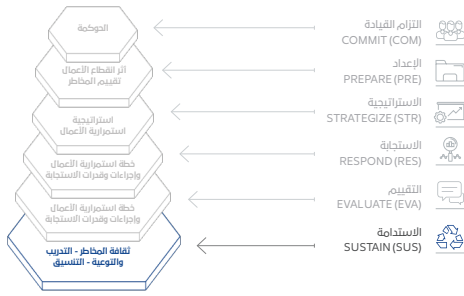 الحوكمة
التزام القيادة
COMMIT (COM)
أثر انقطاع الأعمال
تقييم المخاطر
الإعداد
PREPARE (PRE)
استراتيجية
استمرارية الأعمال
الاستراتيجية
STRATEGIZE (STR)
خطة استمرارية الأعمال
وإجراءات وقدرات الاستجابة
الاستجابة
RESPOND (RES)
خطة استمرارية الأعمال
وإجراءات وقدرات الاستجابة
التقييم
EVALUATE (EVA)
ثقافة المخاطر - التدريب
والتوعية - التنسيق
الاستدامة
SUSTAIN (SUS)